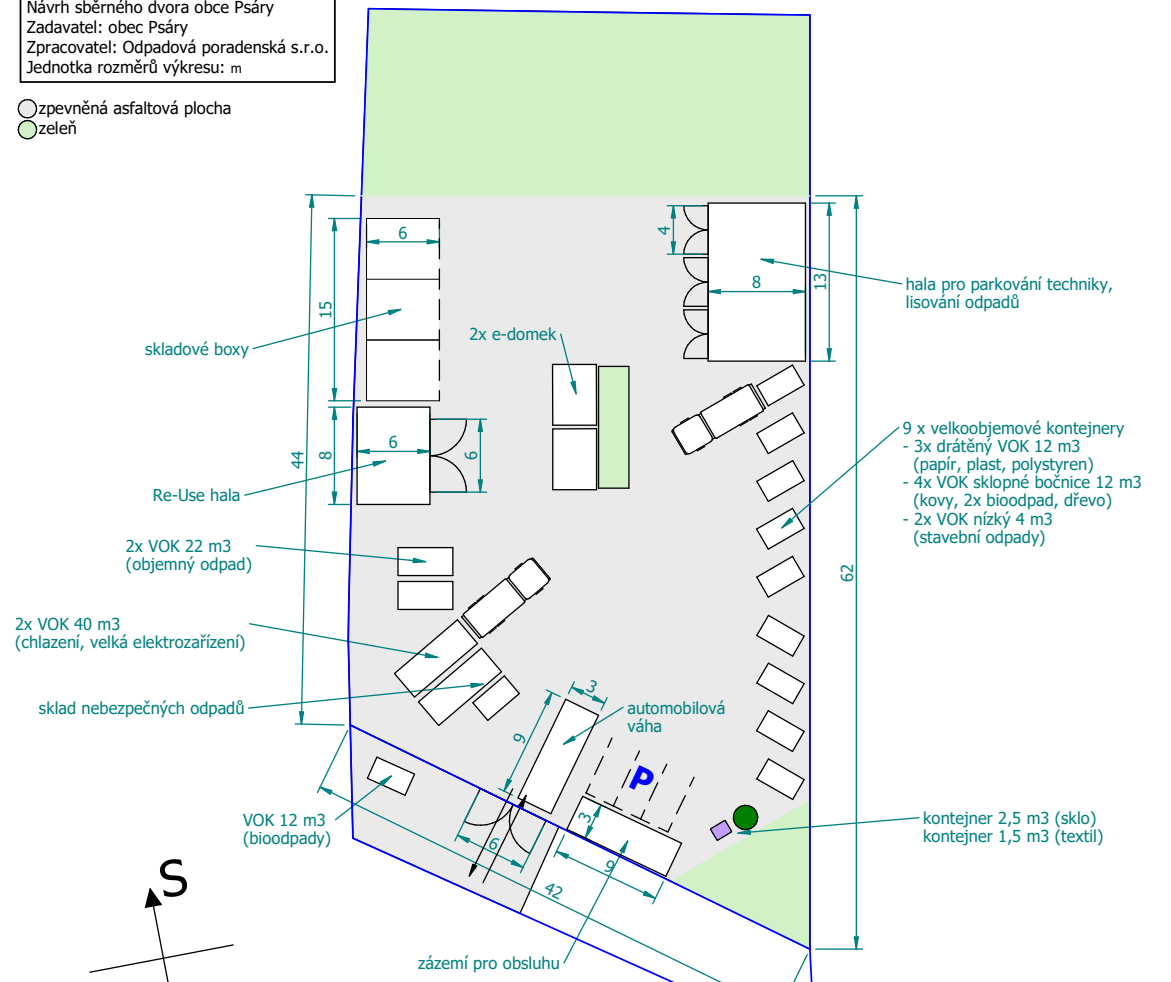 Návrh sběrného dvora obce Psáry
Zadavatel: obec Psáry
Zpracovatel: Odpadová poradenská s.r.o.
Jednotka rozměrů výkresu: m
zpevněná asfaltová plocha
zeleň
6
4
8
13
15
hala pro parkování techniky,
lisování odpadů
2x e-domek
skladové boxy
9 x velkoobjemové kontejnery
- 3x drátěný VOK 12 m3
(papír, plast, polystyren)
- 4x VOK sklopné bočnice 12 m3
(kovy, 2x bioodpad, dřevo)
- 2x VOK nízký 4 m3
(stavební odpady)
6
8
6
44
Re-Use hala
2x VOK 22 m3
(objemný odpad)
62
2x VOK 40 m3
(chlazení, velká elektrozařízení)
sklad nebezpečných odpadů
3
automobilová
váha
9
P
VOK 12 m3
(bioodpady)
3
kontejner 2,5 m3 (sklo)
kontejner 1,5 m3 (textil)
6
9
42
S
zázemí pro obsluhu